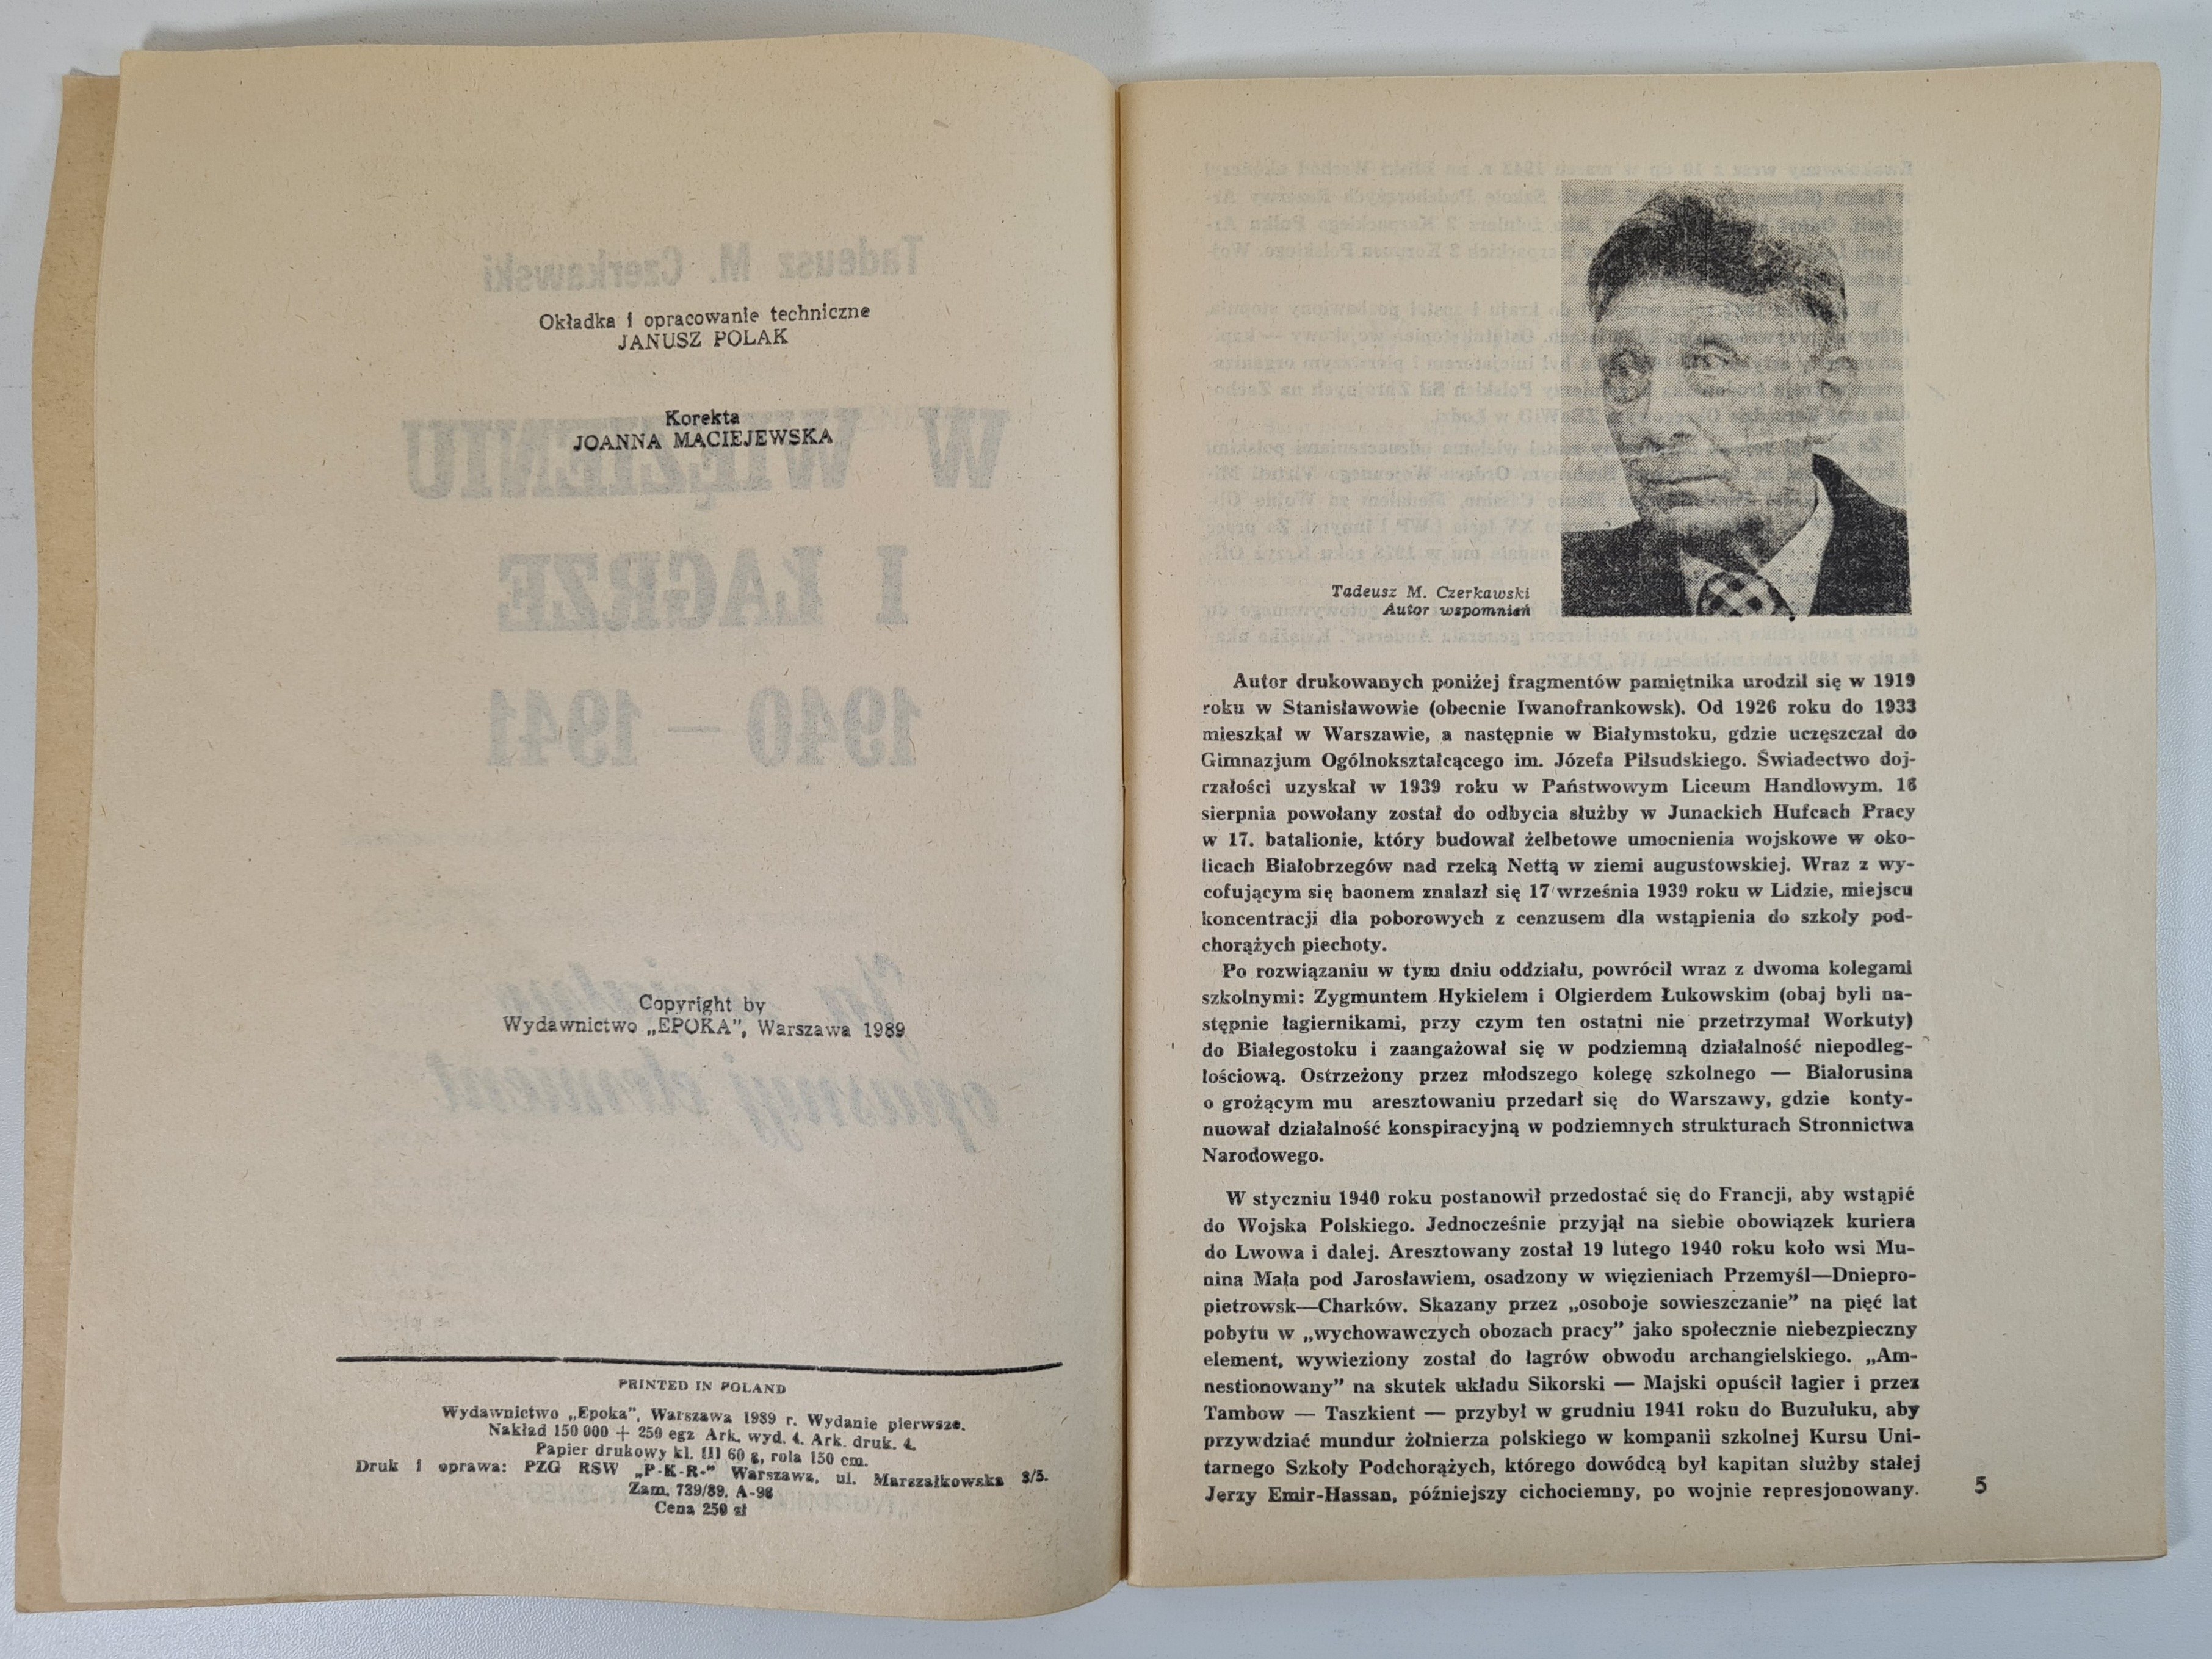 Okładka i opracowanie techniczne
JANUSZ POLAK
Korekta
JOANNA MACIEJEWSKA
Copyright by
Wydawnictwo „EPOKA”, Warszawa 1989
PRINTED IN POLAND
Wydawnictwo „Epoka”, Warszawa 1989 r. Wydanie pierwsze.
Nakład 150 000 + 250 egz Ark. wyd. 4. Ark. druk. 4.
Papier drukowy kl. III 60 g, rola 150 cm.
Druk i oprawa: PZG RSW „P-K-R-” Warszawa, ul. Marszałkowska 3/5.
Zam. 739/89. A-96
Cena 250 zł
Tadeusz M. Czerkawski
Autor wspomnień
Autor drukowanych poniżej fragmentów pamiętnika urodził się w 1919
roku w Stanisławowie (obecnie Iwanofrankowsk). Od 1926 roku do 1933
mieszkał w Warszawie, a następnie w Białymstoku, gdzie uczęszczał do
Gimnazjum Ogólnokształcącego im. Józefa Piłsudskiego. Świadectwo doj-
rzałości uzyskał w 1939 roku w Państwowym Liceum Handlowym. 16
sierpnia powołany został do odbycia służby w Junackich Hufcach Pracy
w 17. batalionie, który budował żelbetowe umocnienia wojskowe w oko-
licach Białobrzegów nad rzeką Nettą w ziemi augustowskiej. Wraz z wy-
cofującym się baonem znalazł się 17 września 1939 roku w Lidzie, miejscu
koncentracji dla poborowych z cenzusem dla wstąpienia do szkoły pod-
chorążych piechoty.
Po rozwiązaniu w tym dniu oddziału, powrócił wraz z dwoma kolegami
szkolnymi: Zygmuntem Hykielem i Olgierdem Łukowskim (obaj byli na-
stępnie łagiernikami, przy czym ten ostatni nie przetrzymał Workuty)
do Białegostoku i zaangażował się w podziemną działalność niepodleg-
łościową. Ostrzeżony przez młodszego kolegę szkolnego — Białorusina
o grożącym mu aresztowaniu przedarł się do Warszawy, gdzie konty-
nuował działalność konspiracyjną w podziemnych strukturach Stronnictwa
Narodowego.
W styczniu 1940 roku postanowił przedostać się do Francji, aby wstąpić
do Wojska Polskiego. Jednocześnie przyjął na siebie obowiązek kuriera
do Lwowa i dalej. Aresztowany został 19 lutego 1940 roku koło wsi Mu-
nina Mała pod Jarosławiem, osadzony w więzieniach Przemyśl—Dniepro-
pietrowsk—Charków. Skazany przez „osoboje sowieszczanie” na pięć lat
pobytu w „wychowawczych obozach pracy” jako społecznie niebezpieczny
element, wywieziony został do łagrów obwodu archangielskiego. „Am-
nestionowany” na skutek układu Sikorski — Majski opuścił łagier i przez
Tambow — Taszkient — przybył w grudniu 1941 roku do Buzułuku, aby
przywdziać mundur żołnierza polskiego w kompanii szkolnej Kursu Uni-
tarnego Szkoły Podchorążych, którego dowódcą był kapitan służby stałej
Jerzy Emir-Hassan, późniejszy cichociemny, po wojnie represjonowany.
5